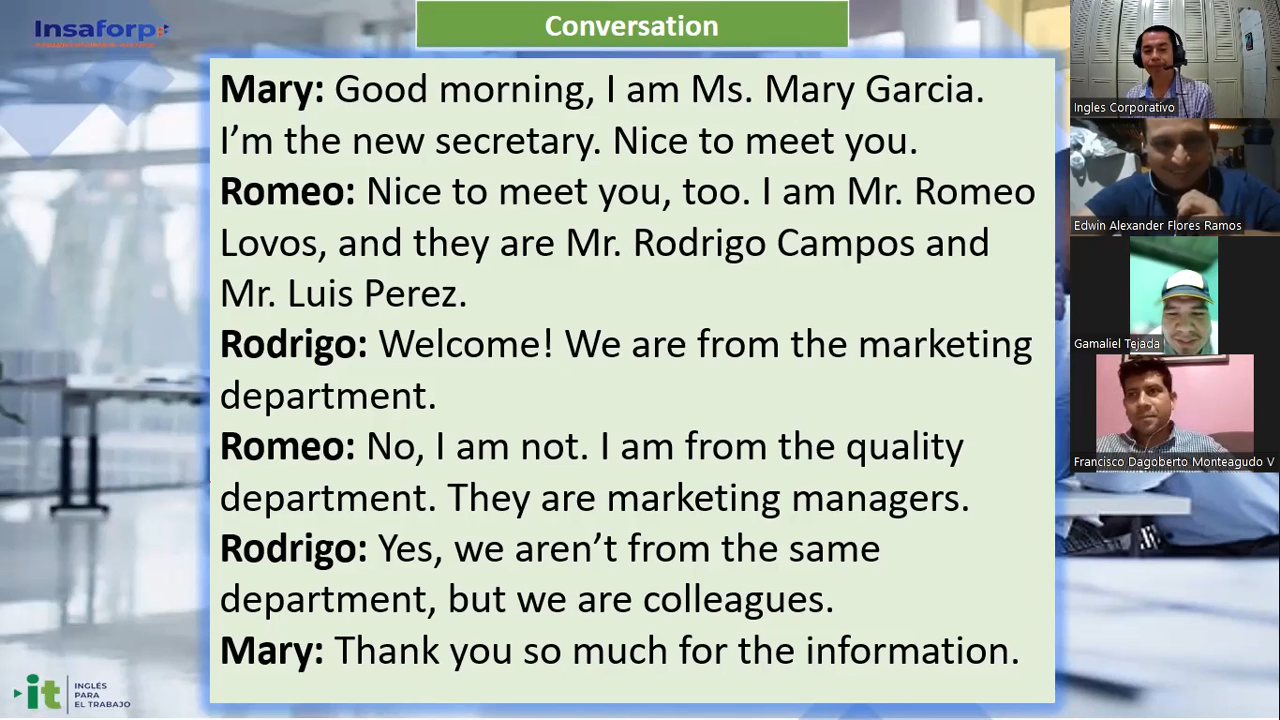 Insaforp
Conversation
Mary: Good morning, I am Ms. Mary Garcia.
I’m the new secretary. Nice to meet you.
Romeo: Nice to meet you, too. I am Mr. Romeo
Lovos, and they are Mr. Rodrigo Campos and
Mr. Luis Perez.
Rodrigo: Welcome! We are from the marketing
department.
Romeo: No, I am not. I am from the quality
department. They are marketing managers.
Rodrigo: Yes, we aren’t from the same
department, but we are colleagues.
Mary: Thank you so much for the information.
it
INGLÉS
PARA
EL TRABAJO
Ingles Corporativo
Edwin Alexander Flores Ramos
Gamaliel Tejada
Francisco Dagoberto Monteagudo V